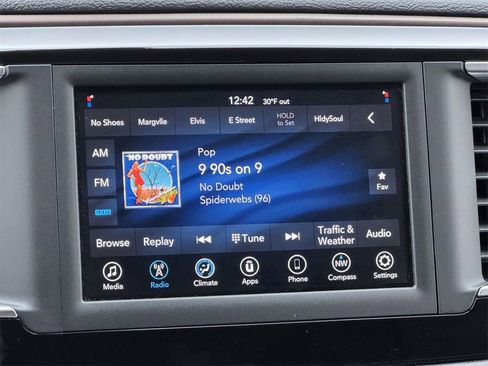 12:42 30°F out
No Shoes Margvlle Elvis E Street HOLD to Set HldySoul
AM
FM
sxm
NO DOUBT
Pop
9 90s on 9
No Doubt
Spiderwebs (96)
Fav
Browse Replay Tune Traffic & Weather Audio
Media Radio Climate Apps Phone NW Compass Settings